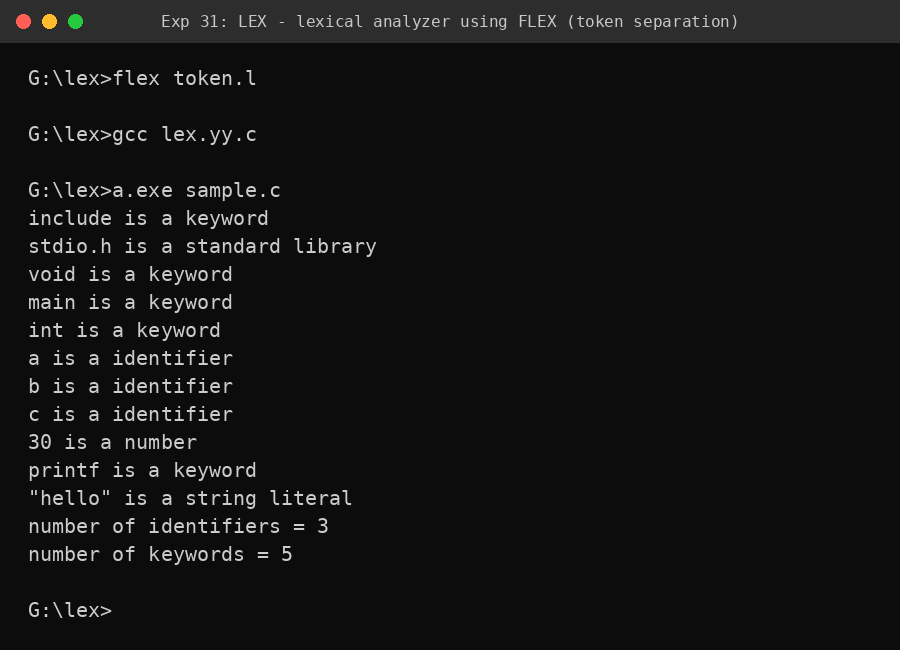 Exp 31: LEX - lexical analyzer using FLEX (token separation)
G:\lex>flex token.l
G:\lex>gcc lex.yy.c
G:\lex>a.exe sample.c
include is a keyword
stdio.h is a standard library
void is a keyword
main is a keyword
int is a keyword
a is a identifier
b is a identifier
c is a identifier
30 is a number
printf is a keyword
"hello" is a string literal
number of identifiers = 3
number of keywords = 5
G:\lex>